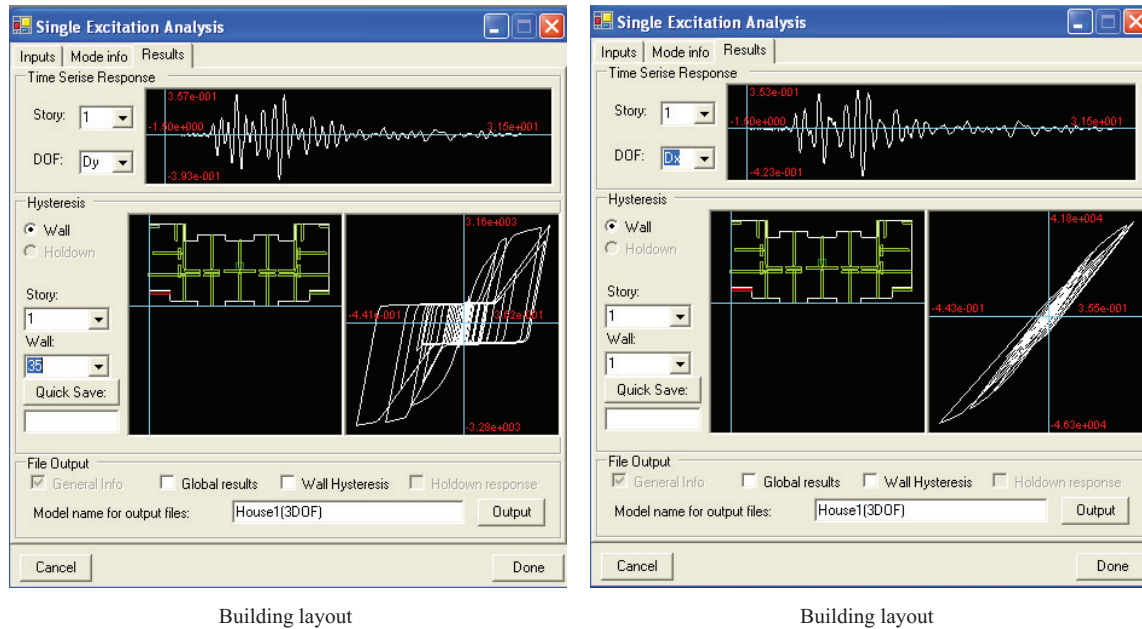 Single Excitation Analysis
Inputs Mode info Results
Time Serise Response
Story: 1
DOF: Dy
3.57e-001
-1.50e+000
3.15e+001
-3.93e-001
Hysteresis
Wall
Holdown
Story:
1
Wall:
35
Quick Save:
3.16e+003
-4.41e-001
3.62e-001
-3.28e+003
File Output
General Info Global results Wall Hysteresis Holdown response
Model name for output files: House1(3DOF) Output
Cancel Done
Building layout
Single Excitation Analysis
Inputs Mode info Results
Time Serise Response
Story: 1
DOF: Dx
3.53e-001
-1.50e+000
3.15e+001
-4.23e-001
Hysteresis
Wall
Holdown
Story:
1
Wall:
1
Quick Save:
4.18e+004
-4.43e-001
3.55e-001
-4.63e+004
File Output
General Info Global results Wall Hysteresis Holdown response
Model name for output files: House1(3DOF) Output
Cancel Done
Building layout